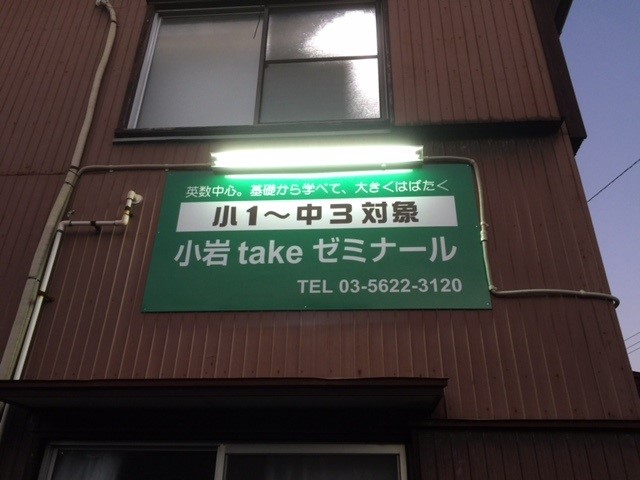 英数中心。基礎から学べて、大きくはばたく
小1～中3対象
小岩 take ゼミナール
TEL 03-5622-3120